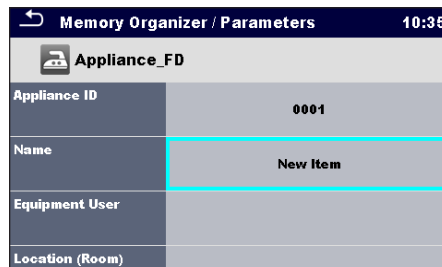 Memory Organizer / Parameters 10:35
Appliance_FD
Appliance ID 0001
Name New Item
Equipment User
Location (Room)